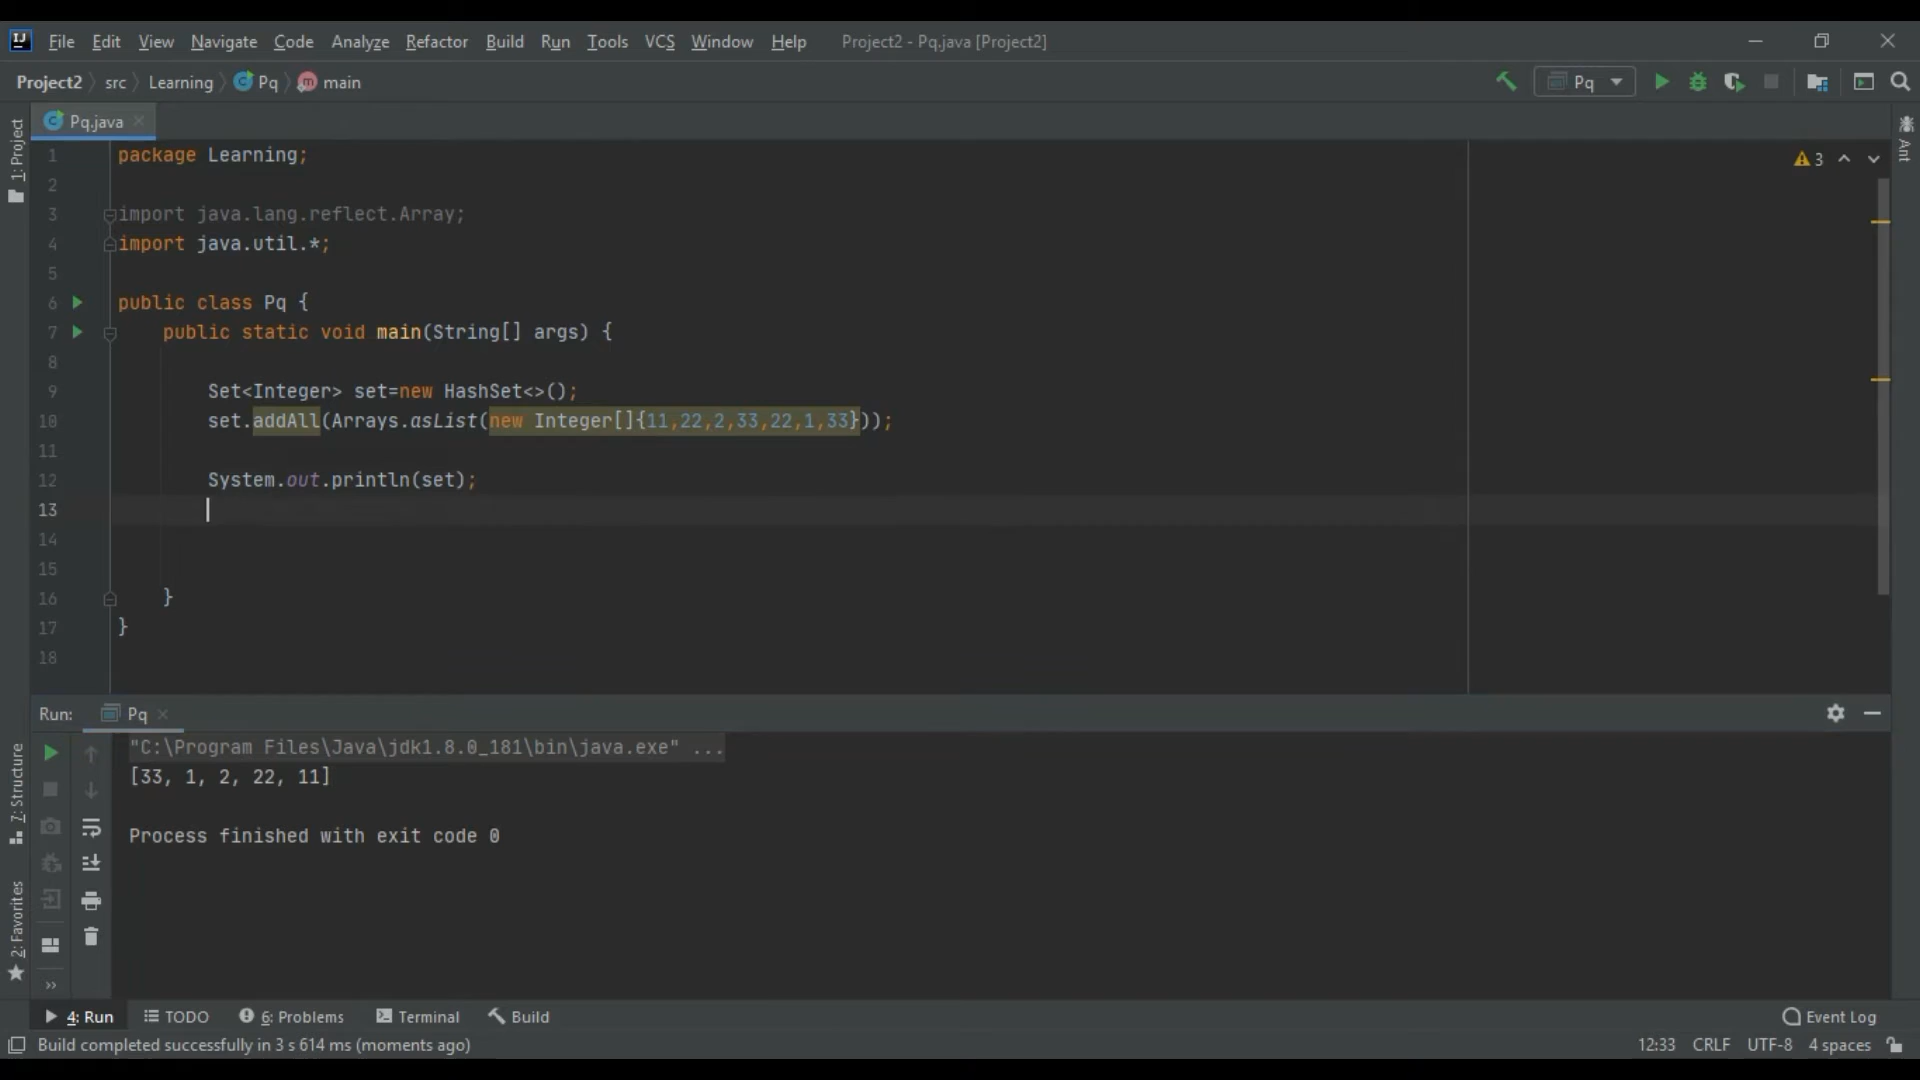 File Edit View Navigate Code Analyze Refactor Build Run Tools VCS Window Help Project2 - Pq.java [Project2]
Project2 src Learning Pq main Pq
Pq.java
1: Project
Ant
3
1 package Learning;
2
3 import java.lang.reflect.Array;
4 import java.util.*;
5
6 public class Pq {
7 public static void main(String[] args) {
8
9 Set<Integer> set=new HashSet<>();
10 set.addAll(Arrays.asList(new Integer[]{11,22,2,33,22,1,33}));
11
12 System.out.println(set);
13
14
15
16 }
17 }
18
Run: Pq
"C:\Program Files\Java\jdk1.8.0_181\bin\java.exe" ...
[33, 1, 2, 22, 11]
Process finished with exit code 0
7: Structure
2: Favorites
4: Run TODO 6: Problems Terminal Build Event Log
Build completed successfully in 3 s 614 ms (moments ago) 12:33 CRLF UTF-8 4 spaces